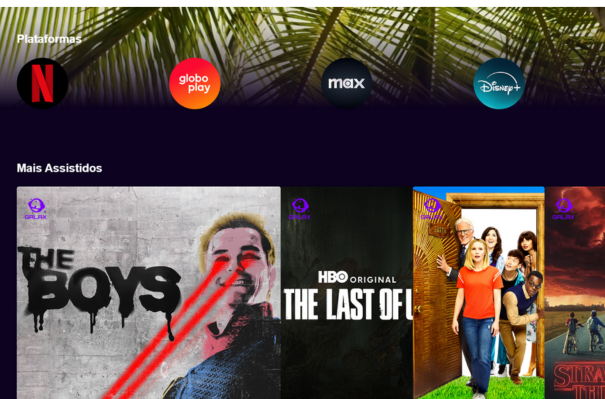 Plataformas
N
globo
play
max
Disney+
Mais Assistidos
GALAX
GALAX
GALAX
GALAX
THE
BOYS
HBO ORIGINAL
THE LAST OF U
STRA
THI